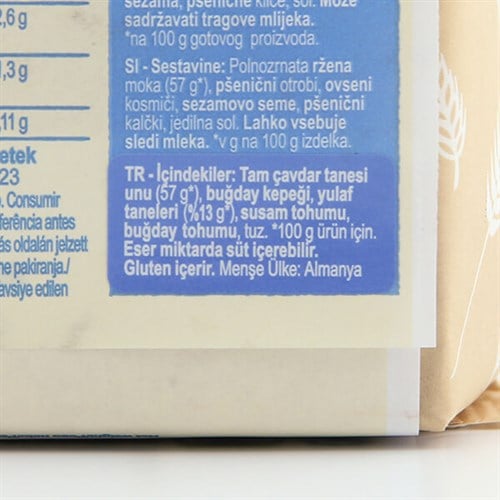 2,6 g
1,3 g
,11 g
etek
23
. Consumir
ferência antes
ás oldalán jelzett
ne pakiranja./
avsiye edilen
sezama, pšenične klice, sol. Može
sadržavati tragove mlijeka.
*na 100 g gotovog proizvoda.
SI - Sestavine: Polnozrnata ržena
moka (57 g*), pšenični otrobi, ovseni
kosmiči, sezamovo seme, pšenični
kalčki, jedilna sol. Lahko vsebuje
sledi mleka. *v g na 100 g izdelka.
TR - İçindekiler: Tam çavdar tanesi
unu (57 g*), buğday kepeği, yulaf
taneleri (%13 g*), susam tohumu,
buğday tohumu, tuz. *100 g ürün için.
Eser miktarda süt içerebilir.
Gluten içerir. Menşe Ülke: Almanya